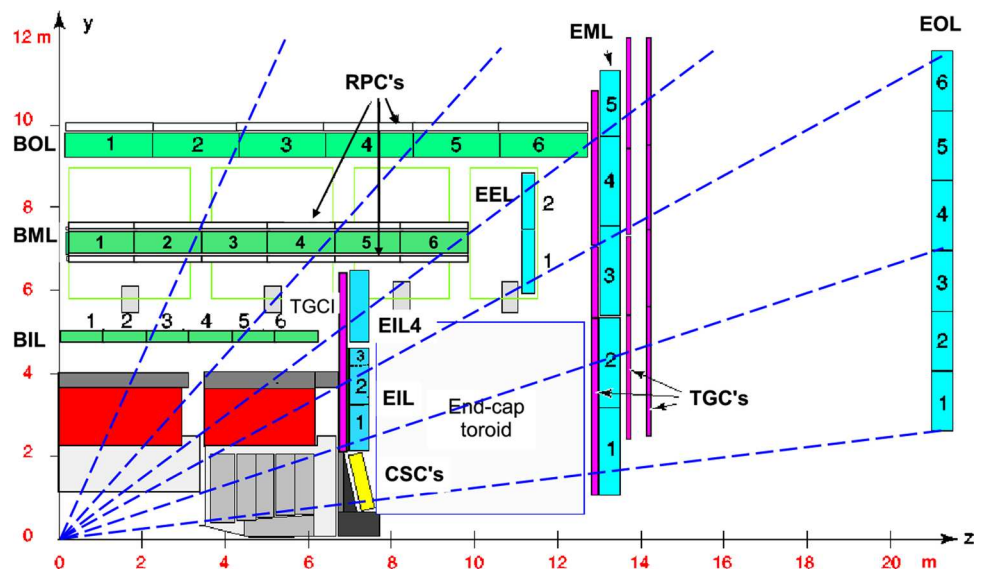 y
12 m
EOL
EML
RPC's
10
BOL
1 2 3 4 5 6
5
6
5
4
EEL
2
1
8
BML
1 2 3 4 5 6
4
3
3
6
TGCI
1 2 3 4 5 6
BIL
EIL4
2
4
3
2
1
EIL
End-cap
toroid
2
TGC's
1
1
2
CSC's
0
z
0 2 4 6 8 10 12 14 16 18 20 m